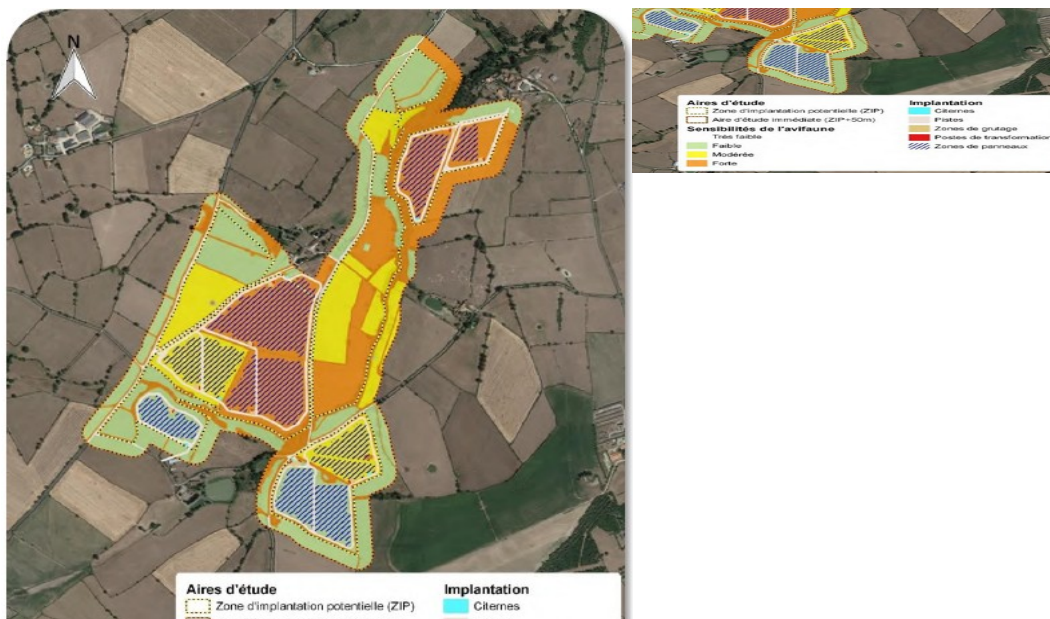 N
Aires d'étude
Zone d'implantation potentielle (ZIP)
Implantation
Citernes
Aires d'étude
Zone d'implantation potentielle (ZIP)
Aire d'étude immédiate (ZIP+50m)
Sensibilités de l'avifaune
Très faible
Faible
Modérée
Forte
Implantation
Citernes
Pistes
Zones de grutage
Postes de transformation
Zones de panneaux